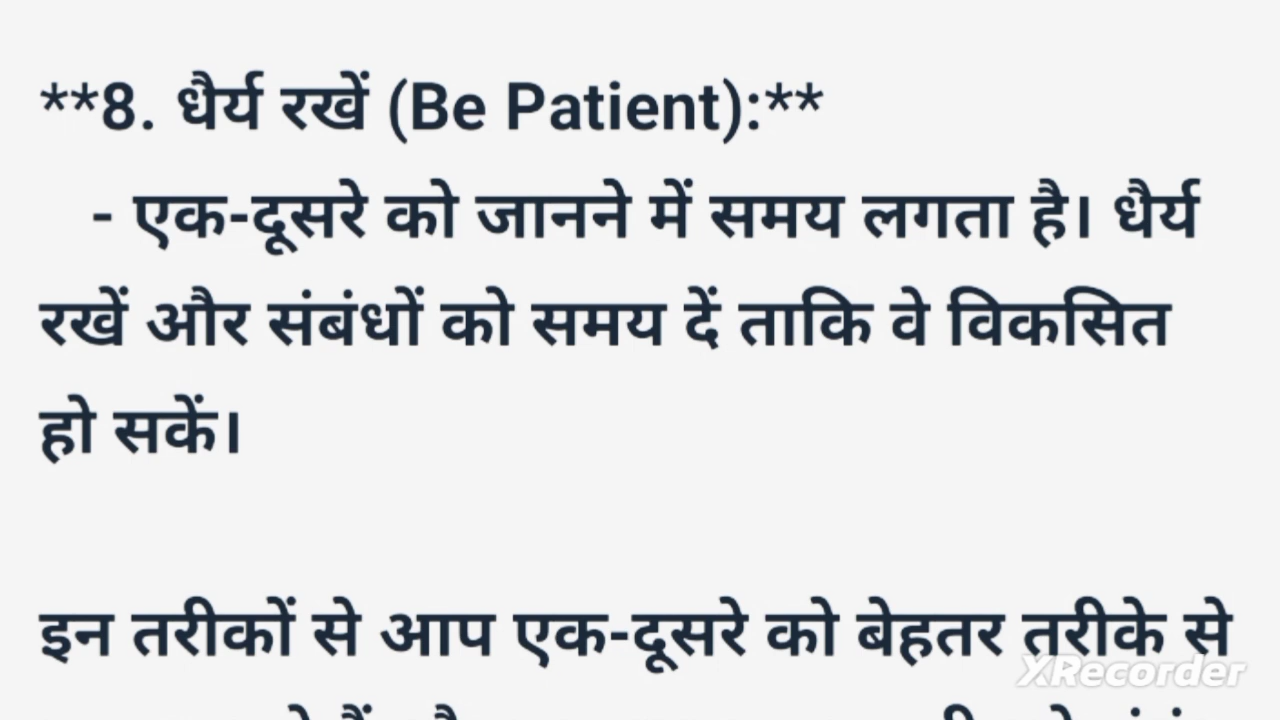 **8. धैर्य रखें (Be Patient):**
- एक-दूसरे को जानने में समय लगता है। धैर्य
रखें और संबंधों को समय दें ताकि वे विकसित
हो सकें।
इन तरीकों से आप एक-दूसरे को बेहतर तरीके से
XRecorder